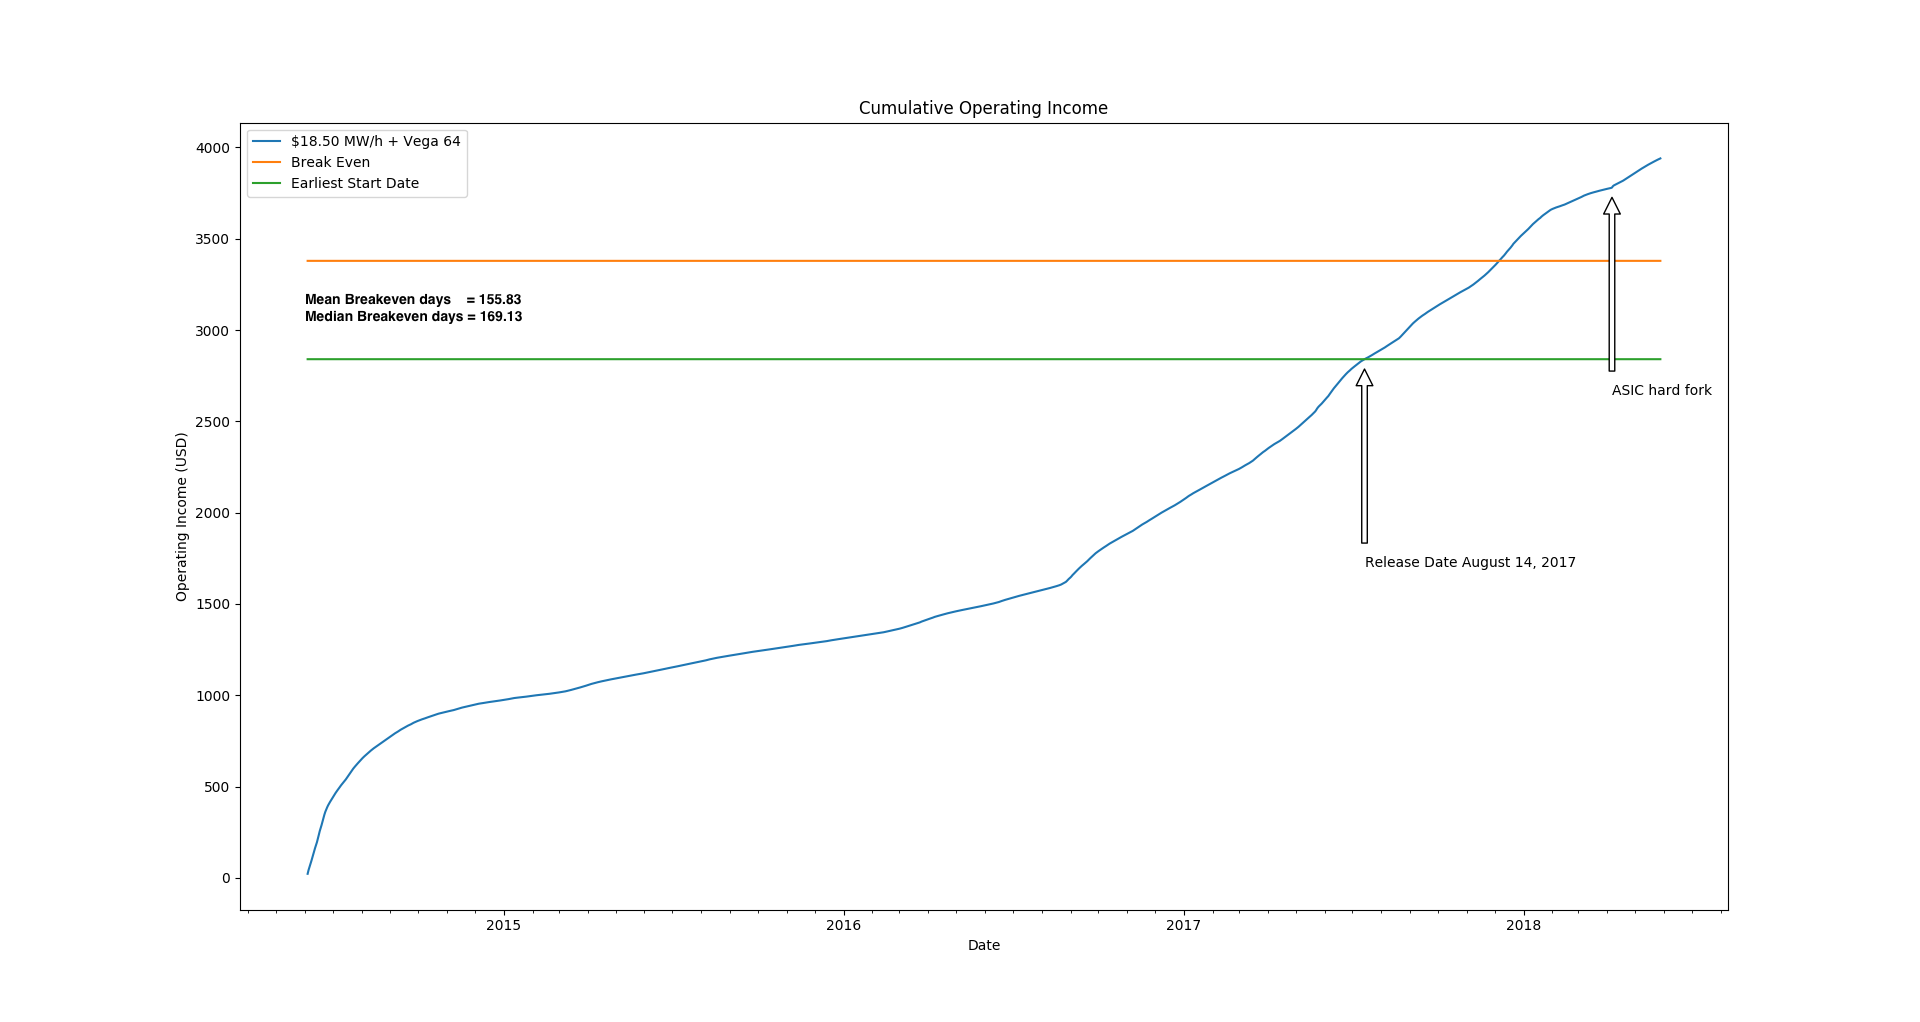 Cumulative Operating Income
$18.50 MW/h + Vega 64
Break Even
Earliest Start Date
4000
3500
3000
2500
2000
1500
1000
500
0
Operating Income (USD)
Mean Breakeven days = 155.83
Median Breakeven days = 169.13
ASIC hard fork
Release Date August 14, 2017
2015
2016
2017
2018
Date